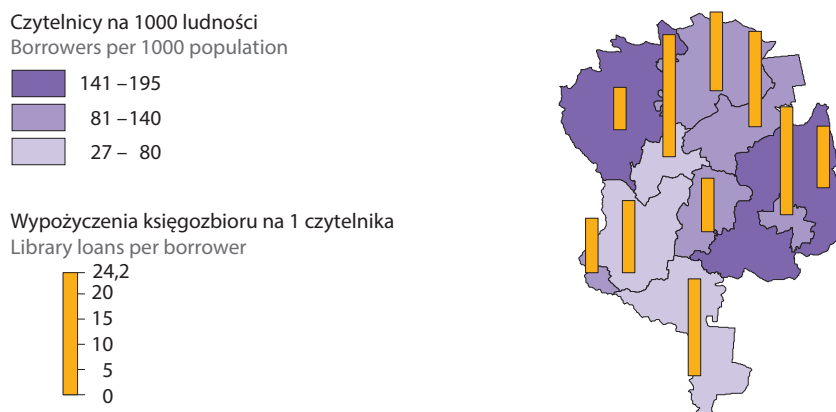 Czytelnicy na 1000 ludności
Borrowers per 1000 population
141 –195
81 –140
27 – 80
Wypożyczenia księgozbioru na 1 czytelnika
Library loans per borrower
24,2
20
15
10
5
0